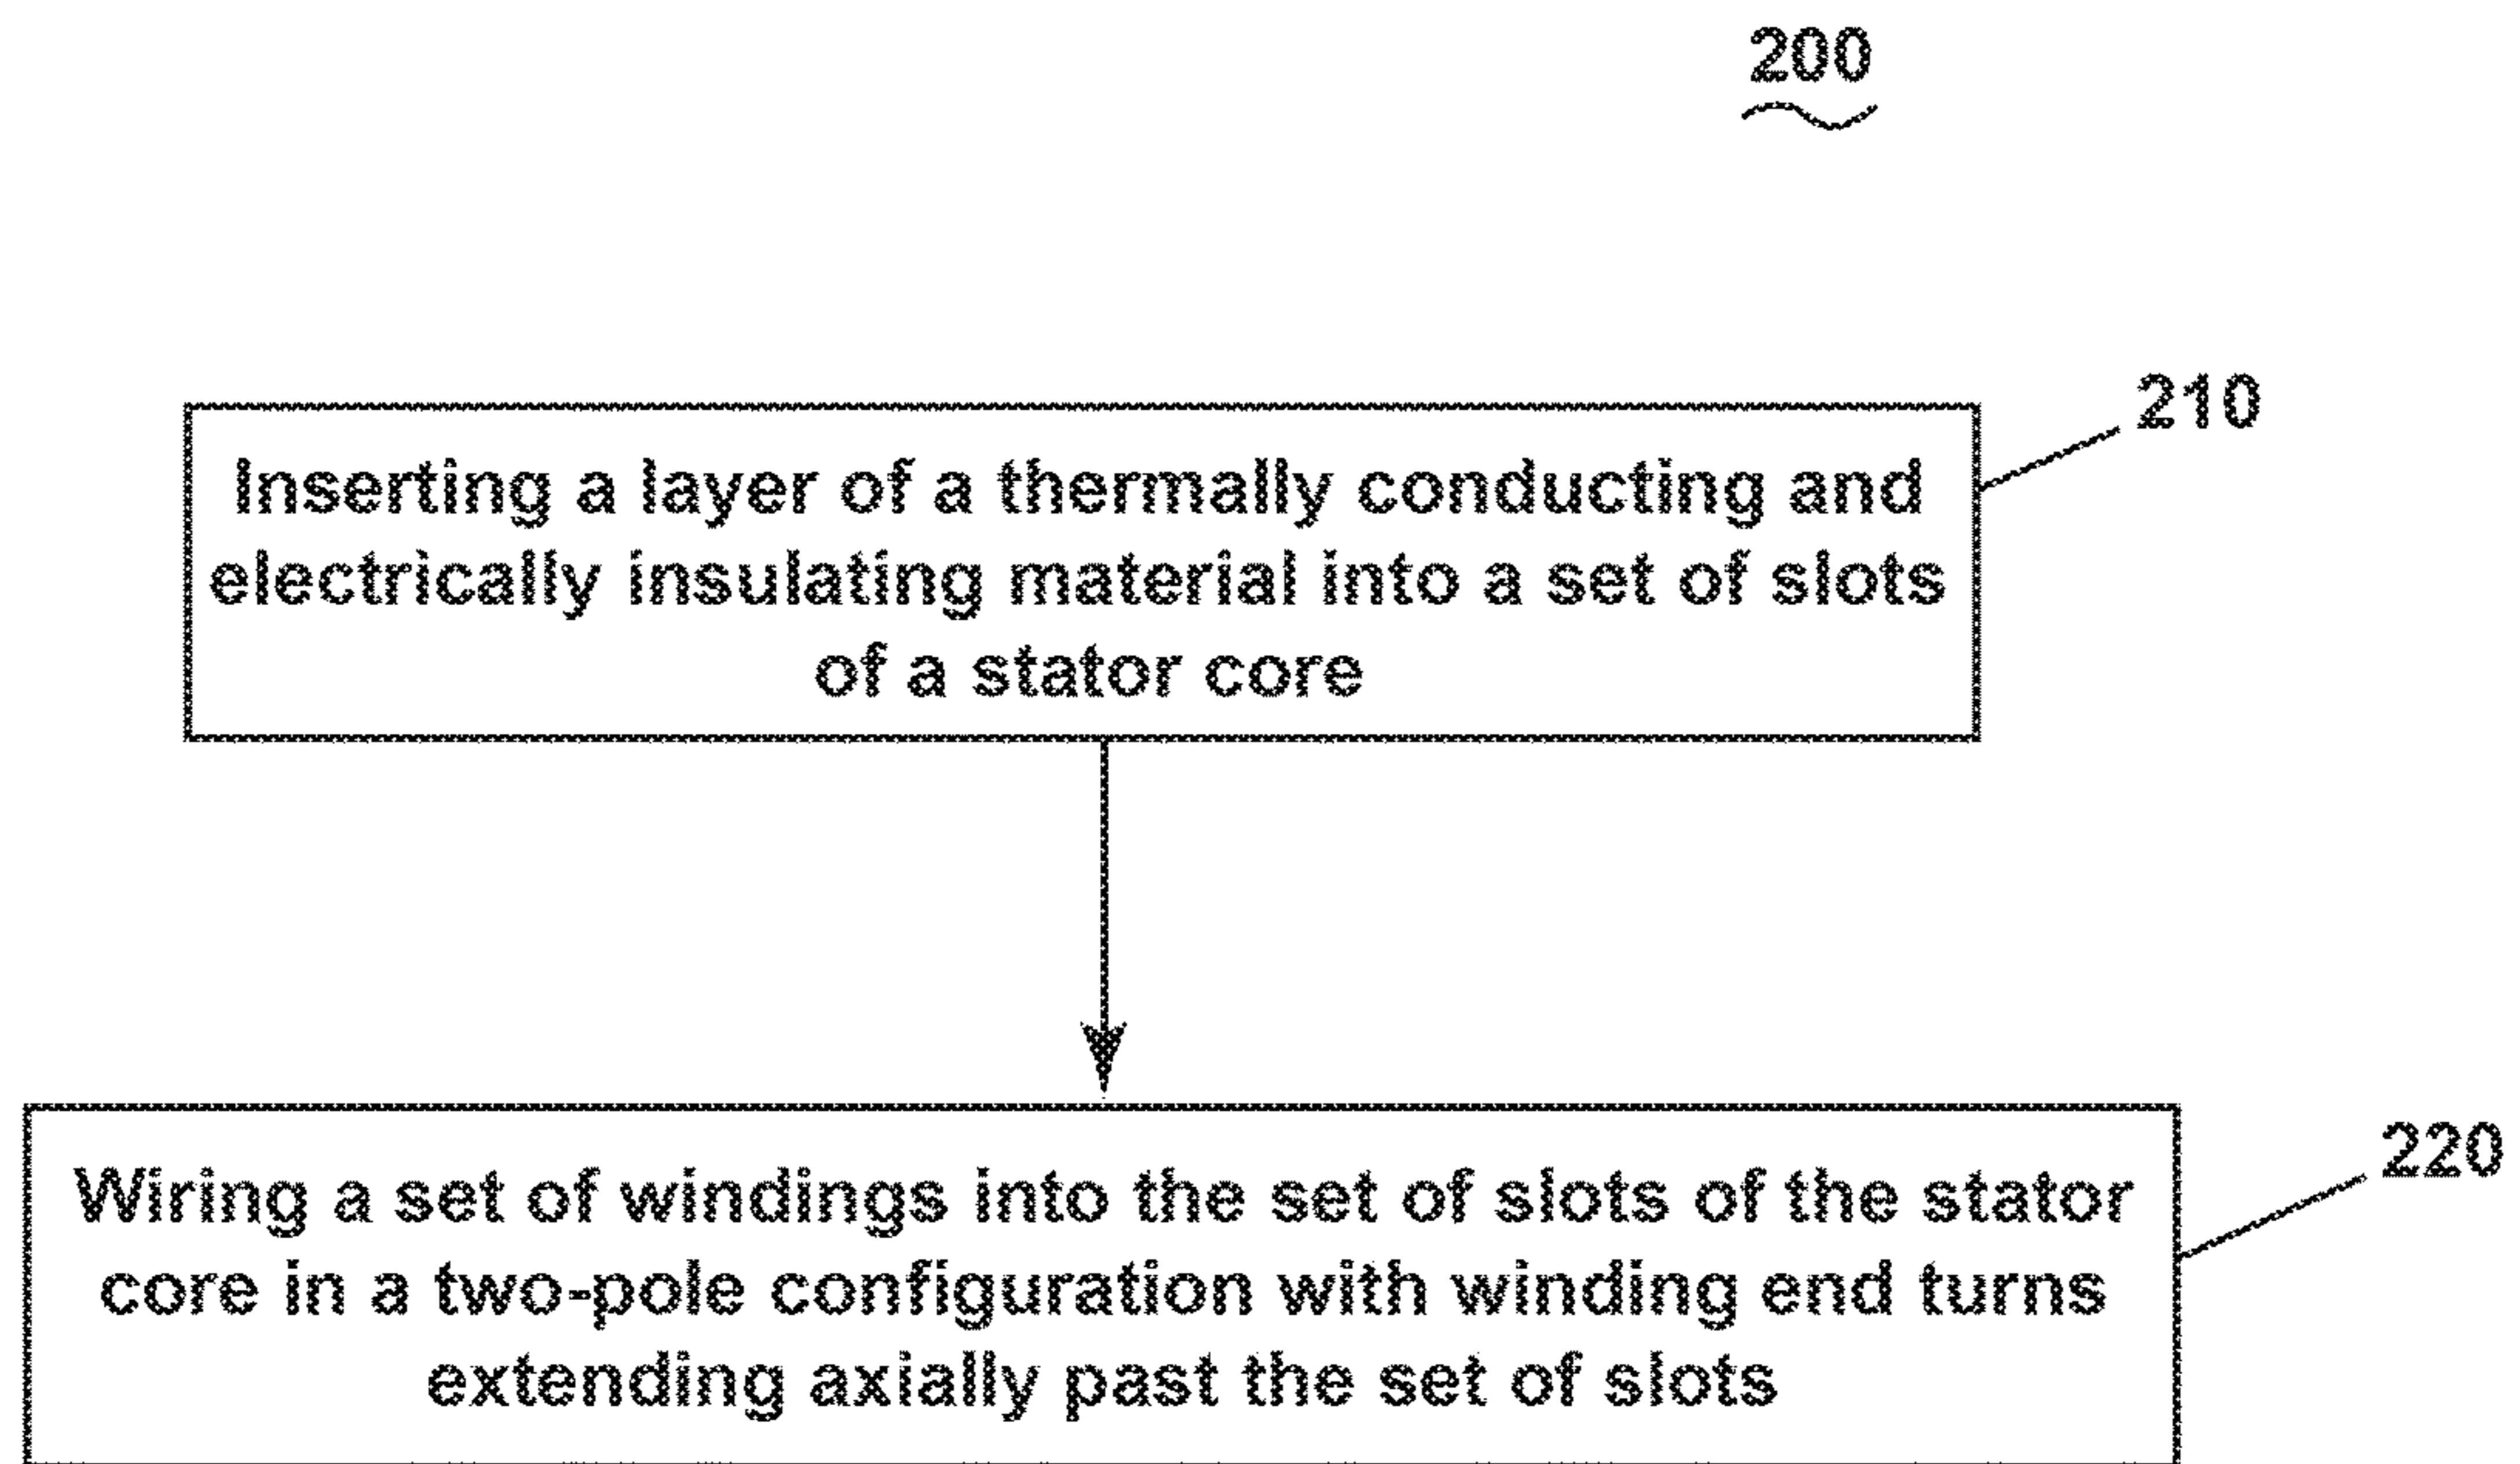 200
210
Inserting a layer of a thermally conducting and
electrically insulating material into a set of slots
of a stator core
220
Wiring a set of windings into the set of slots of the stator
core in a two-pole configuration with winding end turns
extending axially past the set of slots